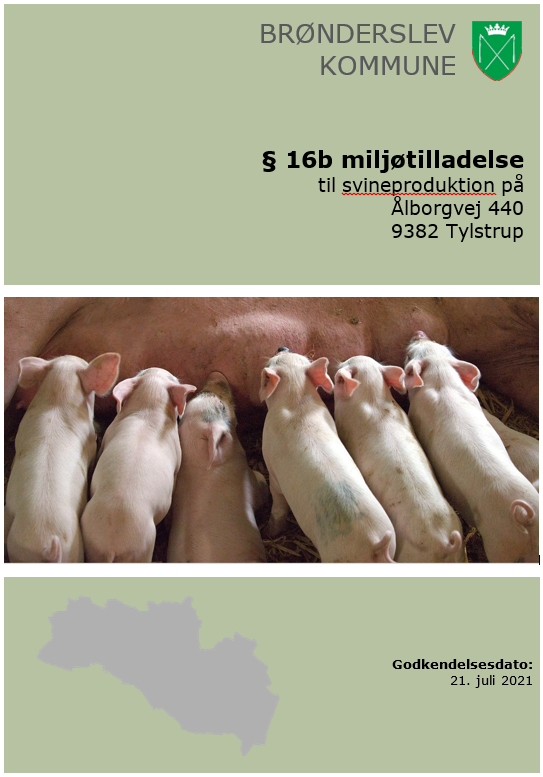 BRØNDERSLEV
KOMMUNE
§ 16b miljøtilladelse
til svineproduktion på
Ålborgvej 440
9382 Tylstrup
Godkendelsesdato:
21. juli 2021